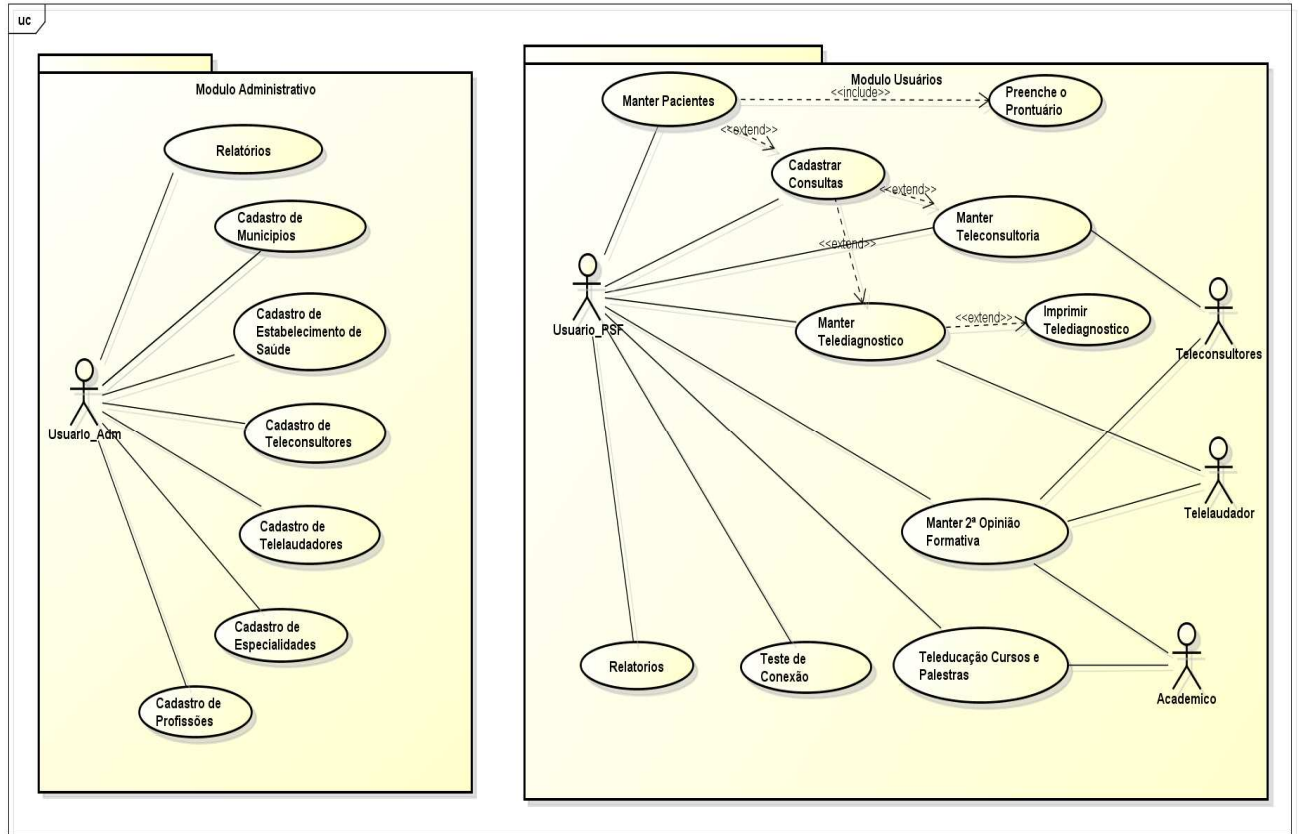 uc
Modulo Administrativo
Relatórios
Cadastro de
Municipios
Cadastro de
Estabelecimento de
Saúde
Usuario_Adm
Cadastro de
Teleconsultores
Cadastro de
Telelaudadores
Cadastro de
Especialidades
Cadastro de
Profissões
Modulo Usuários
Manter Pacientes
<<include>>
Preenche o
Prontuário
<<extend>>
Cadastrar
Consultas
<<extend>>
Manter
Teleconsultoria
<<extend>>
Usuario_PSF
Manter
Telediagnostico
<<extend>>
Imprimir
Telediagnostico
Teleconsultores
Telelaudador
Manter 2ª Opinião
Formativa
Relatorios
Teste de
Conexão
Teleducação Cursos e
Palestras
Academico